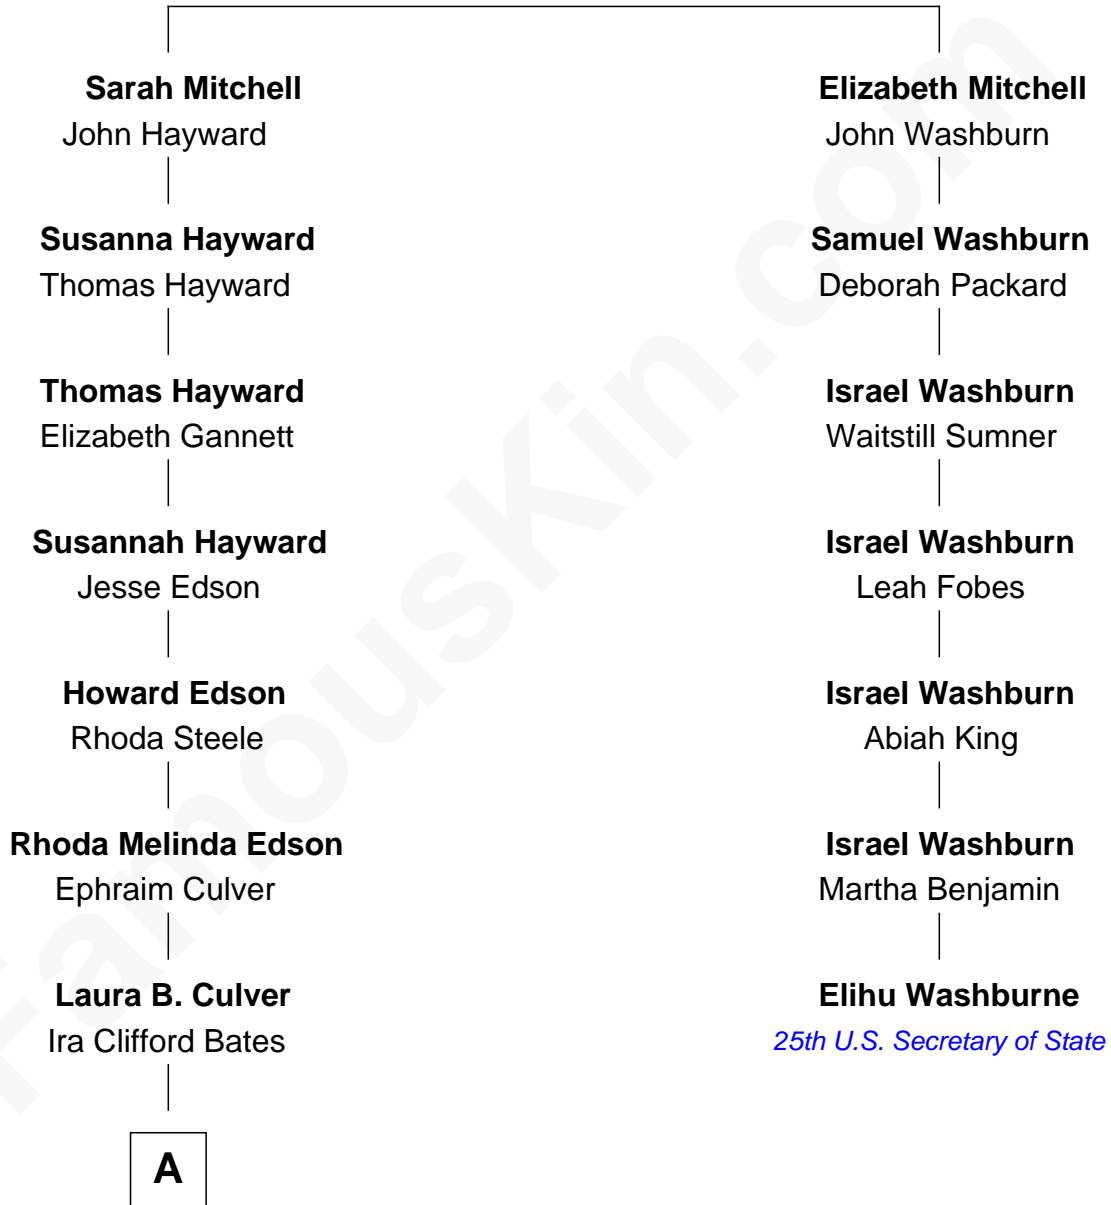 Sarah Mitchell
John Hayward
Susanna Hayward
Thomas Hayward
Thomas Hayward
Elizabeth Gannett
Susannah Hayward
Jesse Edson
Howard Edson
Rhoda Steele
Rhoda Melinda Edson
Ephraim Culver
Laura B. Culver
Ira Clifford Bates
A
Elizabeth Mitchell
John Washburn
Samuel Washburn
Deborah Packard
Israel Washburn
Waitstill Sumner
Israel Washburn
Leah Fobes
Israel Washburn
Abiah King
Israel Washburn
Martha Benjamin
Elihu Washburne
25th U.S. Secretary of State
FamousKin.com